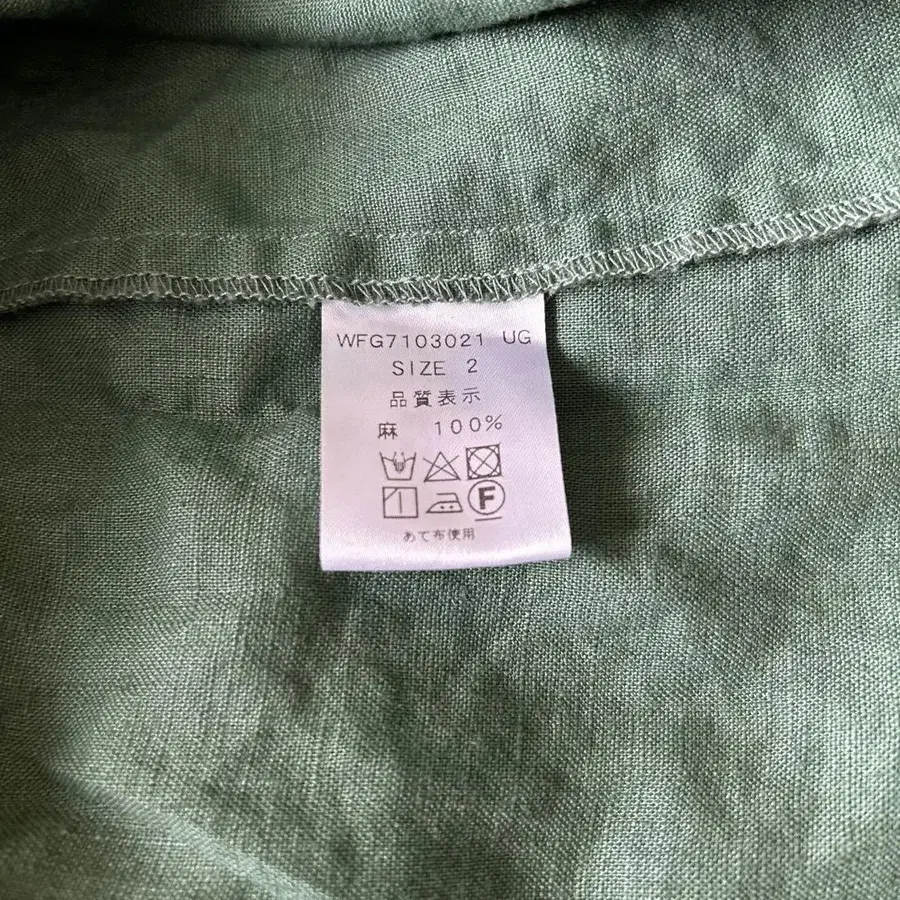 WFG7103021 UG
SIZE 2
品質表示
麻 100%
F
あて布使用